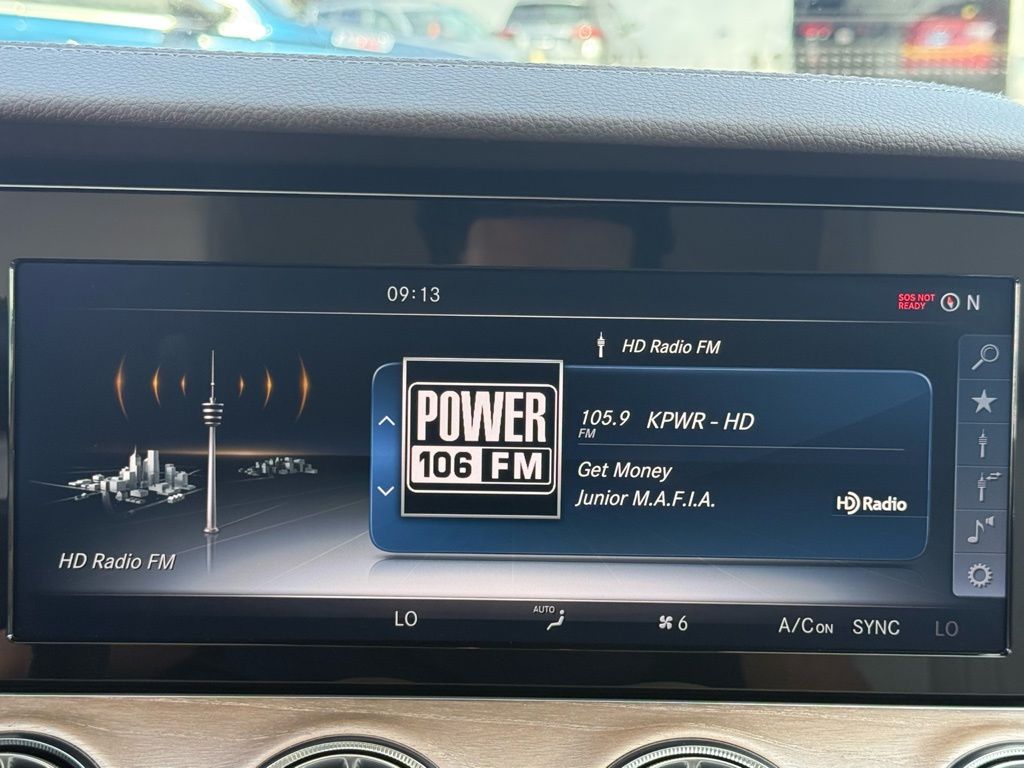 09:13
SOS NOT
READY
N
HD Radio FM
POWER
106 FM
105.9 KPWR - HD
FM
Get Money
Junior M.A.F.I.A.
HD Radio
HD Radio FM
LO
AUTO
6
A/C ON
SYNC
LO